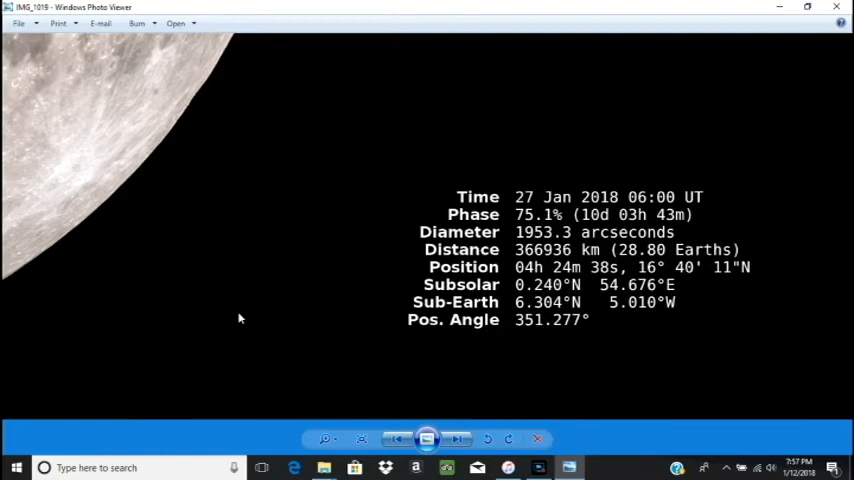 IMG_1019 - Windows Photo Viewer
File Print E-mail Burn Open
Time 27 Jan 2018 06:00 UT
Phase 75.1% (10d 03h 43m)
Diameter 1953.3 arcseconds
Distance 366936 km (28.80 Earths)
Position 04h 24m 38s, 16° 40' 11"N
Subsolar 0.240°N 54.676°E
Sub-Earth 6.304°N 5.010°W
Pos. Angle 351.277°
7:57 PM
Type here to search
1/12/2018